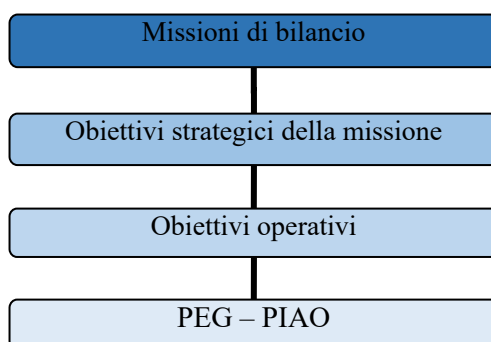 Missioni di bilancio
Obiettivi strategici della missione
Obiettivi operativi
PEG – PIAO